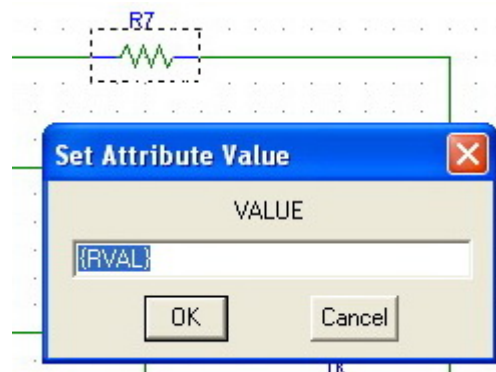 R7
Set Attribute Value
VALUE
{RVAL}
OK
Cancel